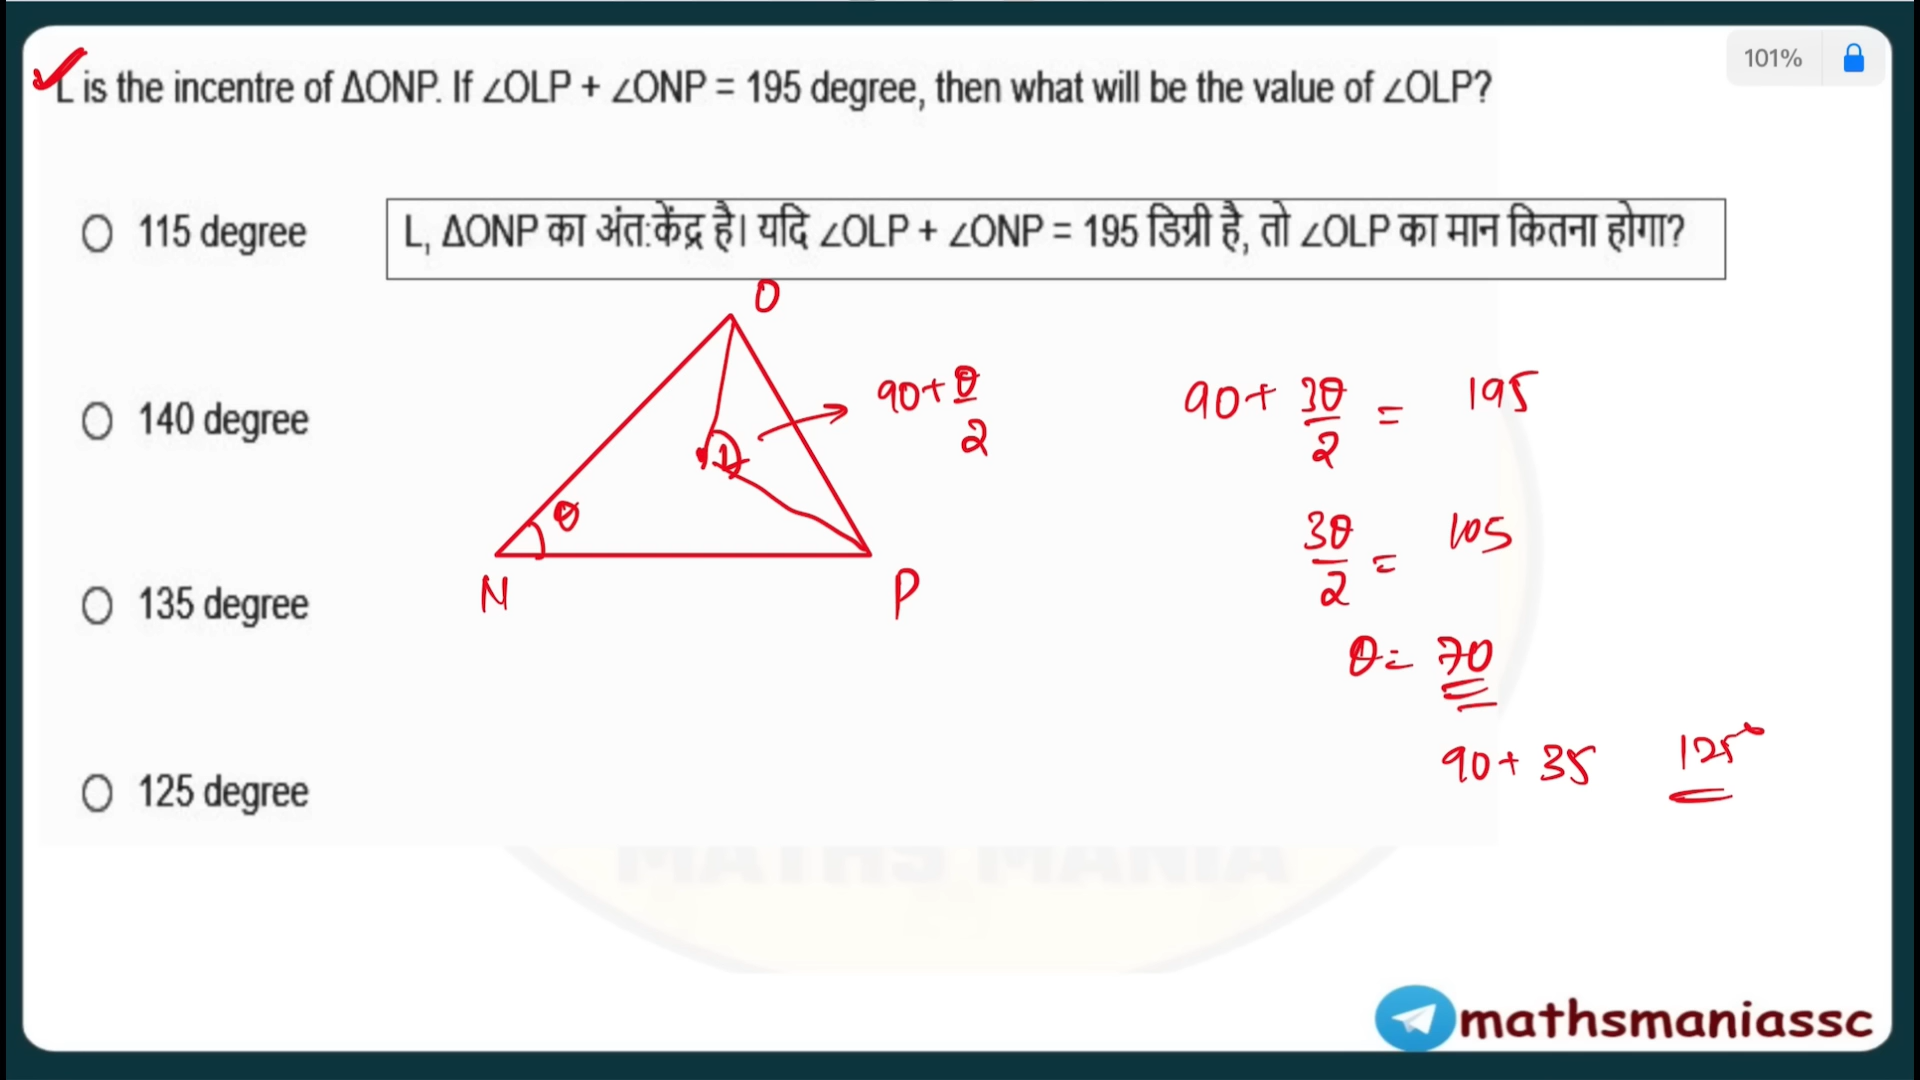 101%
L is the incentre of ΔONP. If ∠OLP + ∠ONP = 195 degree, then what will be the value of ∠OLP?
115 degree
L, ΔONP का अंत:केंद्र है। यदि ∠OLP + ∠ONP = 195 डिग्री है, तो ∠OLP का मान कितना होगा?
140 degree
135 degree
125 degree
O
θ
N
P
90+ θ/2
90+ 3θ/2 = 195
3θ/2 = 105
θ = 70
90+ 35 125°
MATHS MANIA
mathsmaniassc